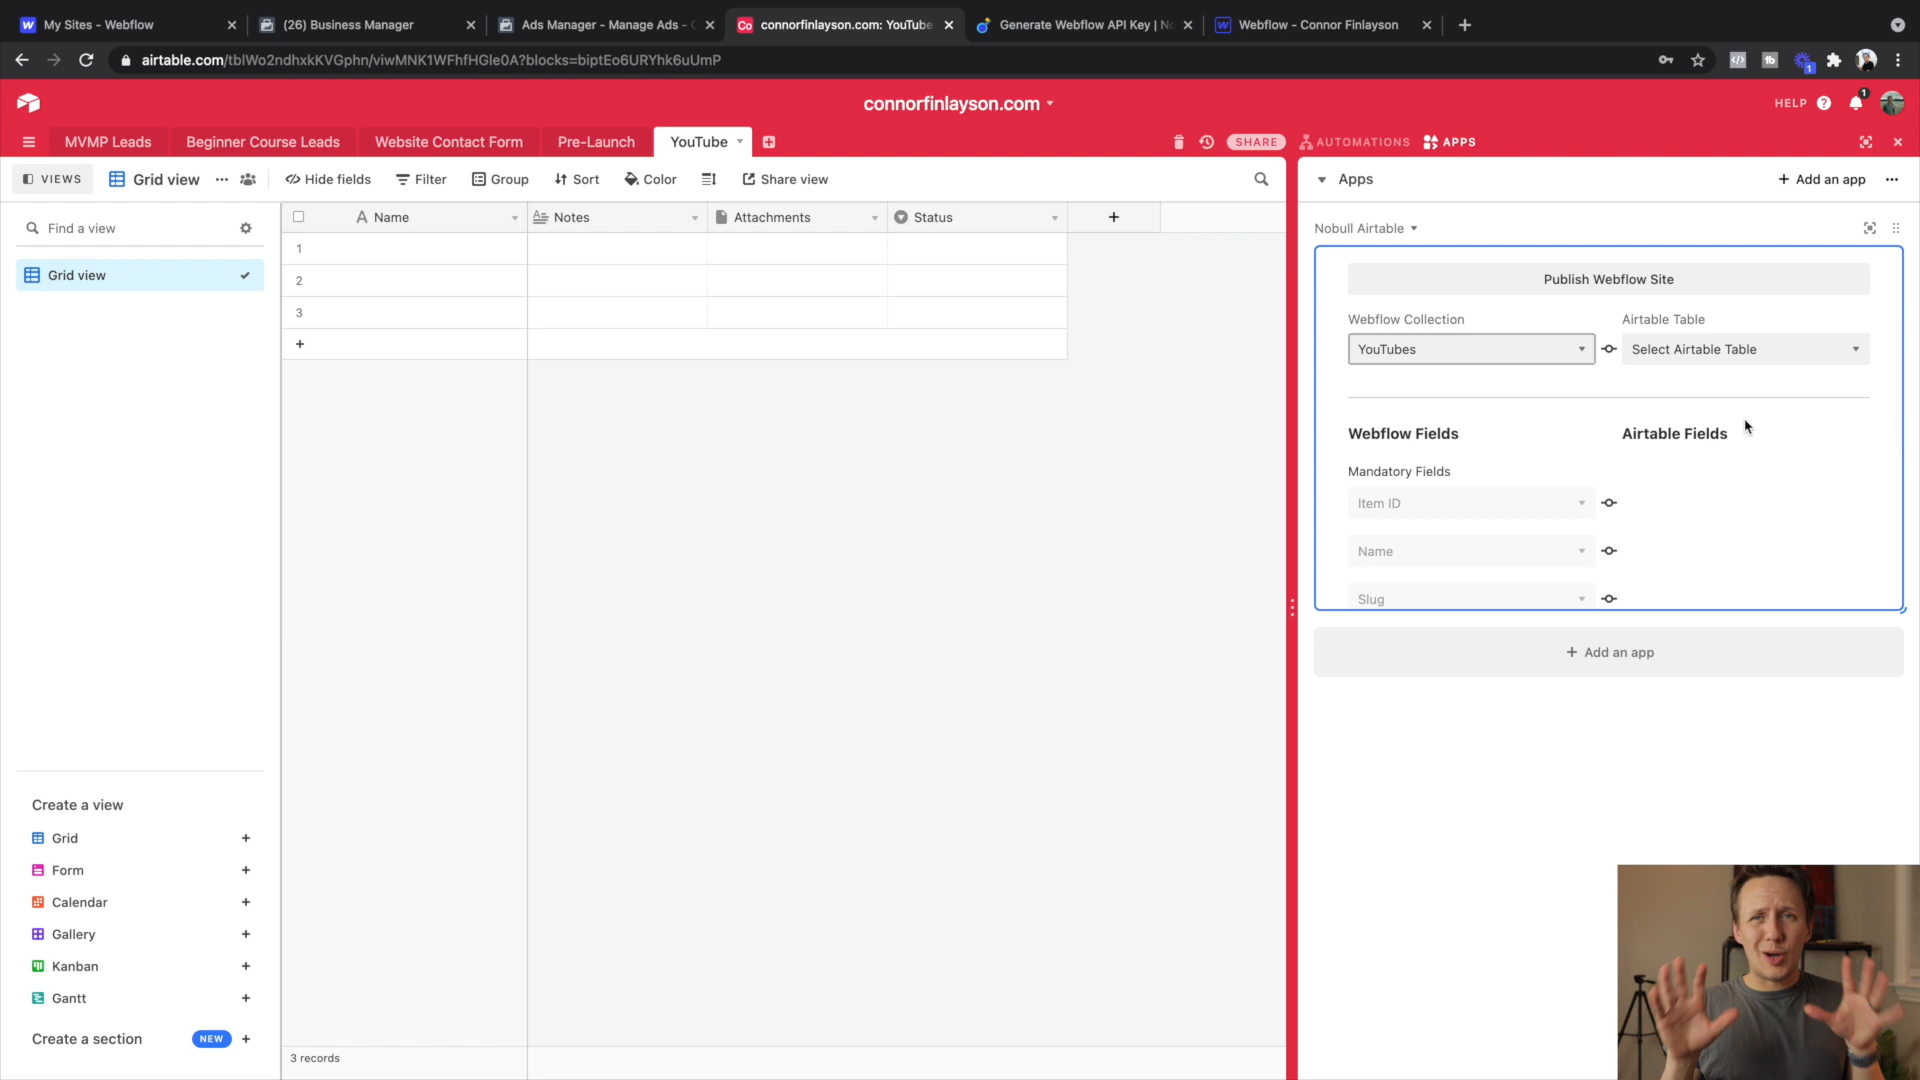 My Sites - Webflow
(26) Business Manager
Ads Manager - Manage Ads - C
Co connorfinlayson.com: YouTube
Generate Webflow API Key | No
Webflow - Connor Finlayson
airtable.com/tblWo2ndhxkKVGphn/viwMNK1WFhfHGle0A?blocks=biptEo6URYhk6uUmP
connorfinlayson.com
HELP
1
MVMP Leads
Beginner Course Leads
Website Contact Form
Pre-Launch
YouTube
SHARE
AUTOMATIONS
APPS
VIEWS
Grid view
Hide fields
Filter
Group
Sort
Color
Share view
Apps
+ Add an app
Find a view
Grid view
Name
Notes
Attachments
Status
1
2
3
Nobull Airtable
Publish Webflow Site
Webflow Collection
Airtable Table
YouTubes
Select Airtable Table
Webflow Fields
Airtable Fields
Mandatory Fields
Item ID
Name
Slug
+ Add an app
Create a view
Grid
Form
Calendar
Gallery
Kanban
Gantt
Create a section
NEW
3 records